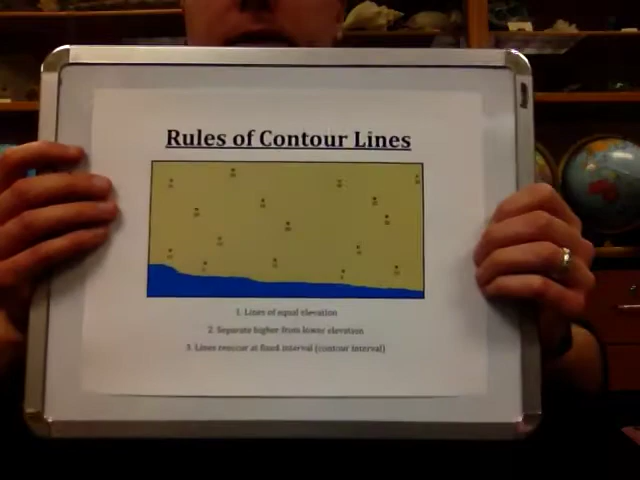 Rules of Contour Lines
1. Lines of equal elevation
2. Separate higher from lower elevation
3. Lines reoccur at fixed interval (contour interval)